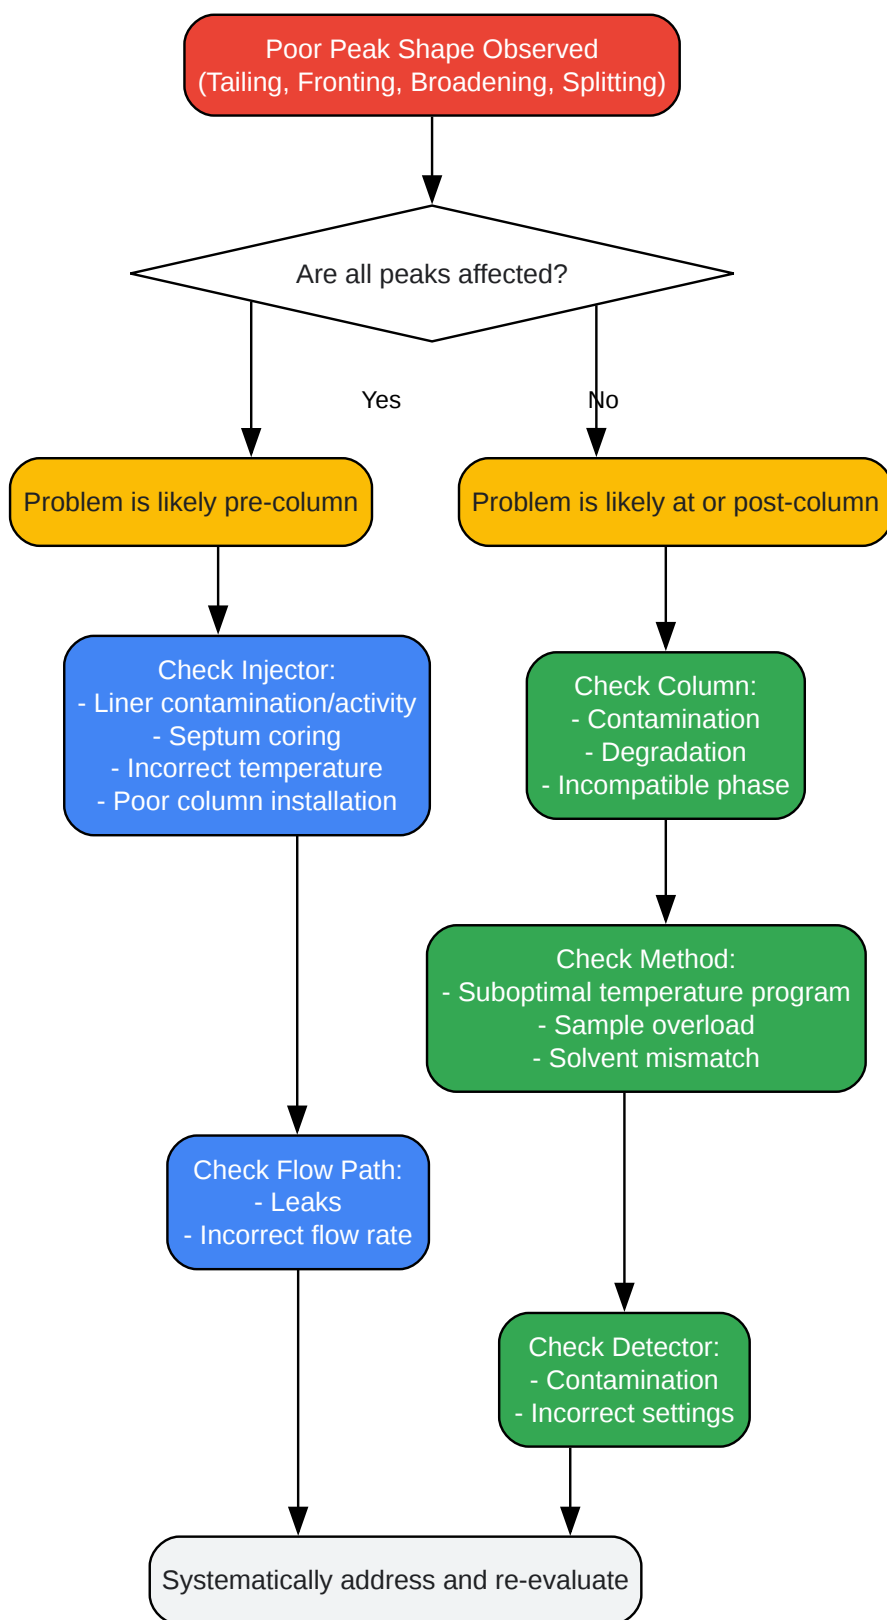 Poor Peak Shape Observed
(Tailing, Fronting, Broadening, Splitting)
Are all peaks affected?
Yes
No
Problem is likely pre-column
Problem is likely at or post-column
Check Injector:
- Liner contamination/activity
- Septum coring
- Incorrect temperature
- Poor column installation
Check Column:
- Contamination
- Degradation
- Incompatible phase
Check Method:
- Suboptimal temperature program
- Sample overload
- Solvent mismatch
Check Flow Path:
- Leaks
- Incorrect flow rate
Check Detector:
- Contamination
- Incorrect settings
Systematically address and re-evaluate